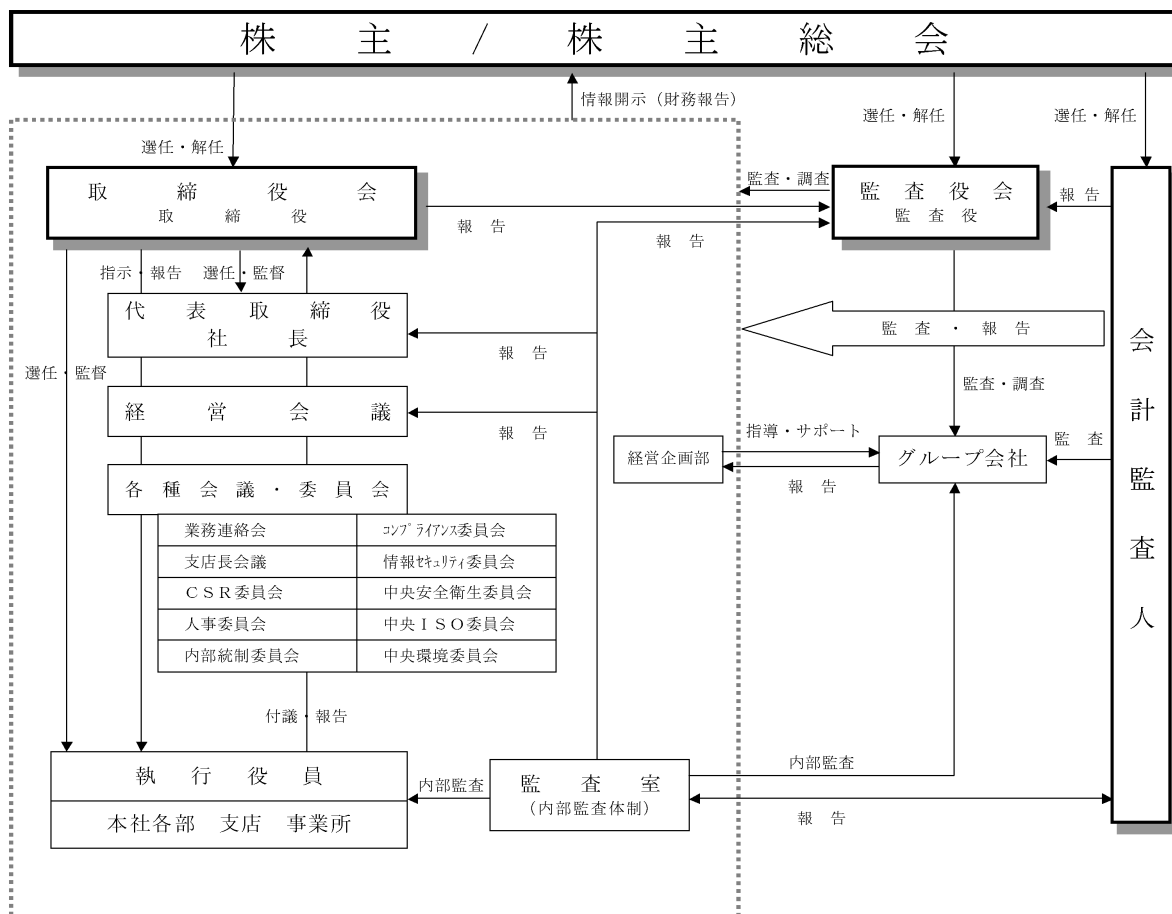 株主/株主総会
情報開示（財務報告）
選任・解任
選任・解任
選任・解任
取締役会
取締役
監査・調査
監査役会
監査役
報告
報告
報告
指示・報告
選任・監督
代表取締役
社長
報告
監査・報告
選任・監督
経営会議
報告
監査・調査
経営企画部
指導・サポート
報告
グループ会社
監査
会計監査人
各種会議・委員会
業務連絡会
ｺﾝﾌﾟﾗｲｱﾝｽ委員会
支店長会議
情報ｾｷｭﾘﾃｨ委員会
ＣＳＲ委員会
中央安全衛生委員会
人事委員会
中央ＩＳＯ委員会
内部統制委員会
中央環境委員会
付議・報告
執行役員
本社各部　支店　事業所
内部監査
監査室
（内部監査体制）
内部監査
報告